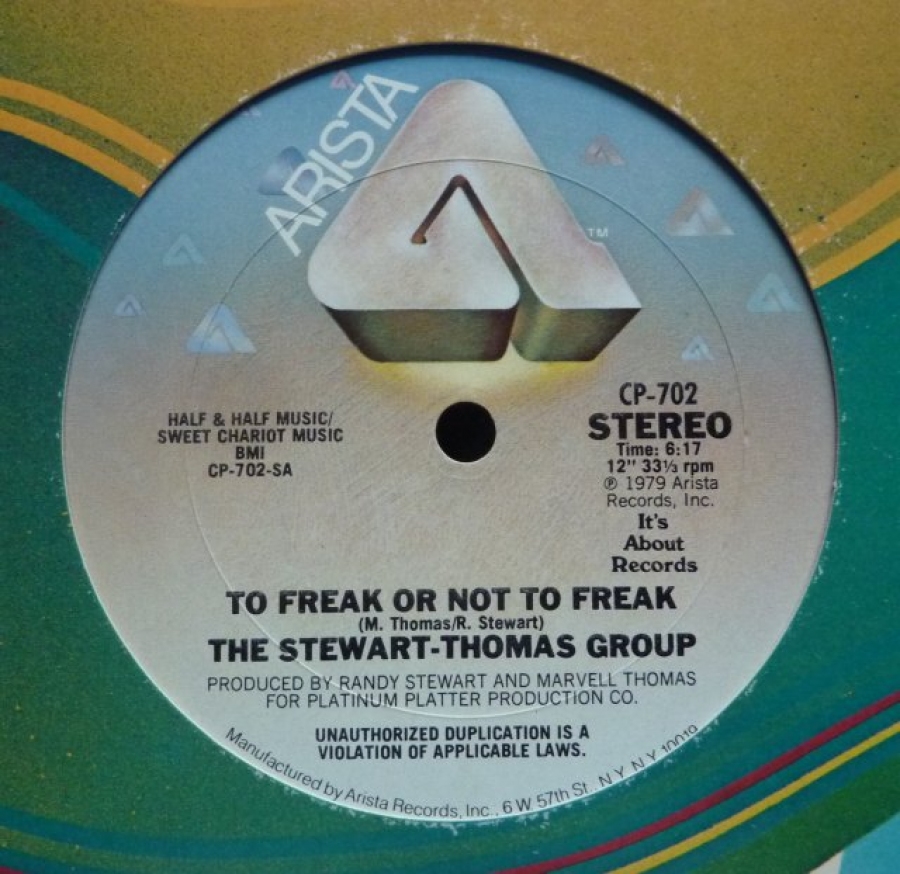 ARISTA
TM
HALF & HALF MUSIC/
SWEET CHARIOT MUSIC
BMI
CP-702-SA
CP-702
STEREO
Time: 6:17
12" 33⅓ rpm
℗ 1979 Arista
Records, Inc.
It's
About
Records
TO FREAK OR NOT TO FREAK
(M. Thomas/R. Stewart)
THE STEWART-THOMAS GROUP
PRODUCED BY RANDY STEWART AND MARVELL THOMAS
FOR PLATINUM PLATTER PRODUCTION CO.
UNAUTHORIZED DUPLICATION IS A
VIOLATION OF APPLICABLE LAWS.
Manufactured by Arista Records, Inc., 6 W 57th St., N.Y. N.Y. 10019